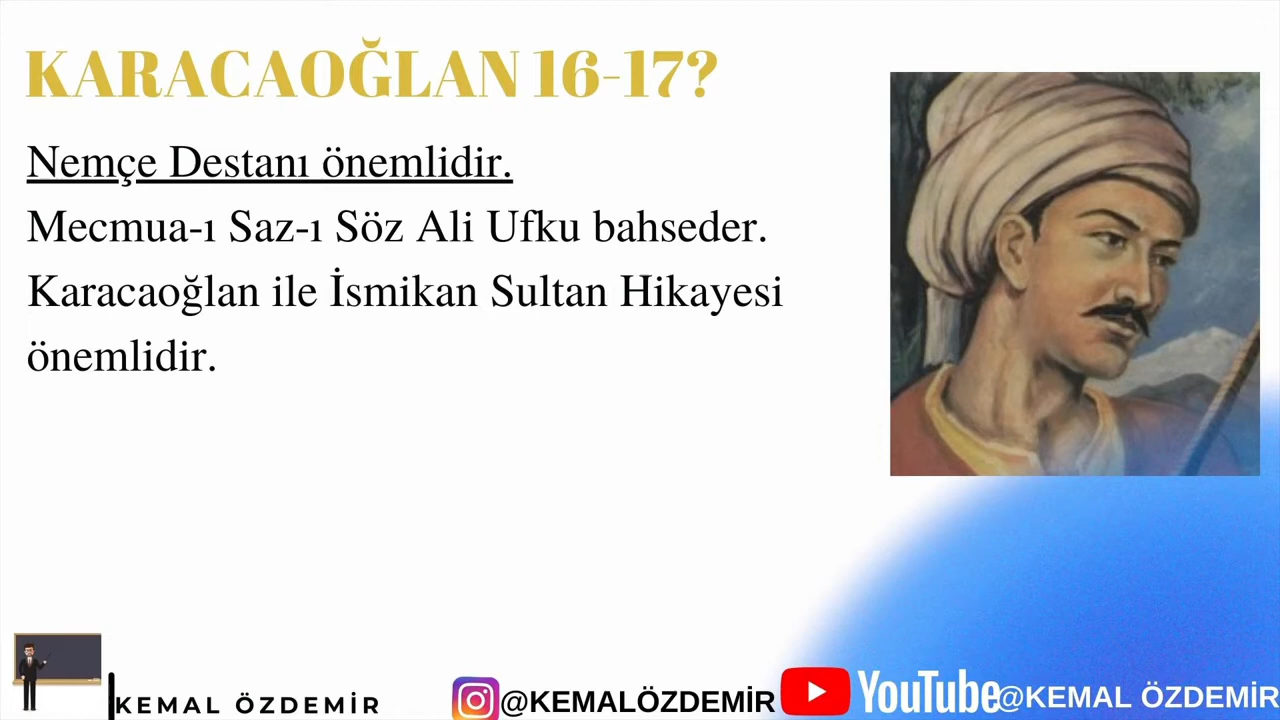 KARACAOĞLAN 16-17?
Nemçe Destanı önemlidir.
Mecmua-ı Saz-ı Söz Ali Ufku bahseder.
Karacaoğlan ile İsmikan Sultan Hikayesi
önemlidir.
KEMAL ÖZDEMİR
@KEMALÖZDEMİR
YouTube@KEMAL ÖZDEMİR